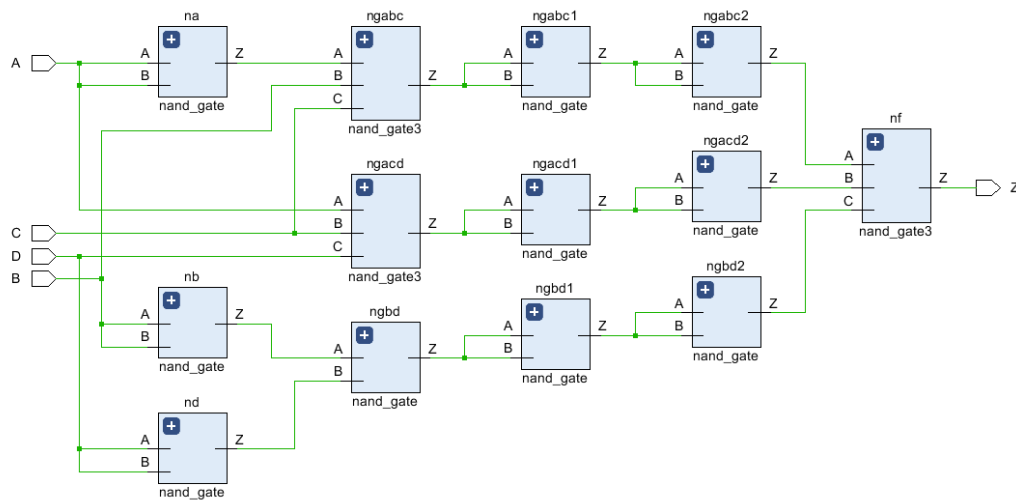 na
ngabc
ngabc1
ngabc2
A
A
B
Z
nand_gate
A
B
C
Z
nand_gate3
A
B
Z
nand_gate
A
B
Z
nand_gate
nf
A
B
C
Z
nand_gate3
Z
ngacd
ngacd1
ngacd2
A
B
C
Z
nand_gate3
A
B
Z
nand_gate
A
B
Z
nand_gate
C
D
B
nb
ngbd
ngbd1
ngbd2
A
B
Z
nand_gate
A
B
Z
nand_gate
A
B
Z
nand_gate
A
B
Z
nand_gate
nd
A
B
Z
nand_gate